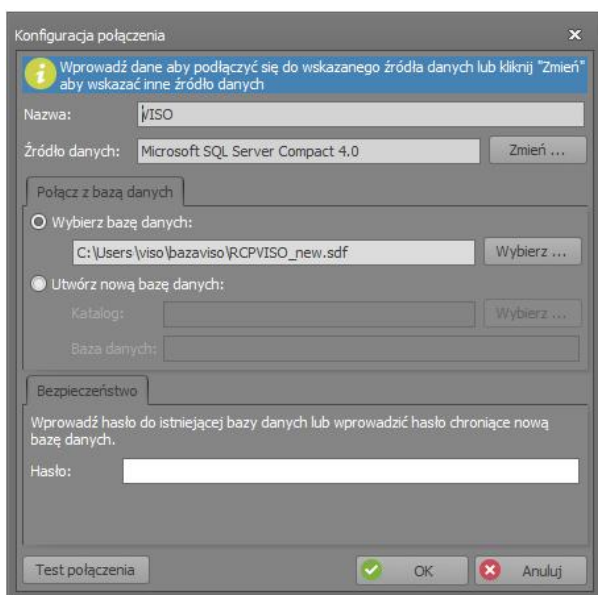 Konfiguracja połączenia
Wprowadź dane aby podłączyć się do wskazanego źródła danych lub kliknij "Zmień"
aby wskazać inne źródło danych
Nazwa: VISO
Źródło danych: Microsoft SQL Server Compact 4.0 Zmień ...
Połącz z bazą danych
Wybierz bazę danych:
C:\Users\viso\bazaviso\RCPVISO_new.sdf Wybierz ...
Utwórz nową bazę danych:
Katalog: Wybierz ...
Baza danych:
Bezpieczeństwo
Wprowadź hasło do istniejącej bazy danych lub wprowadzić hasło chroniące nową
bazę danych.
Hasło:
Test połączenia OK Anuluj